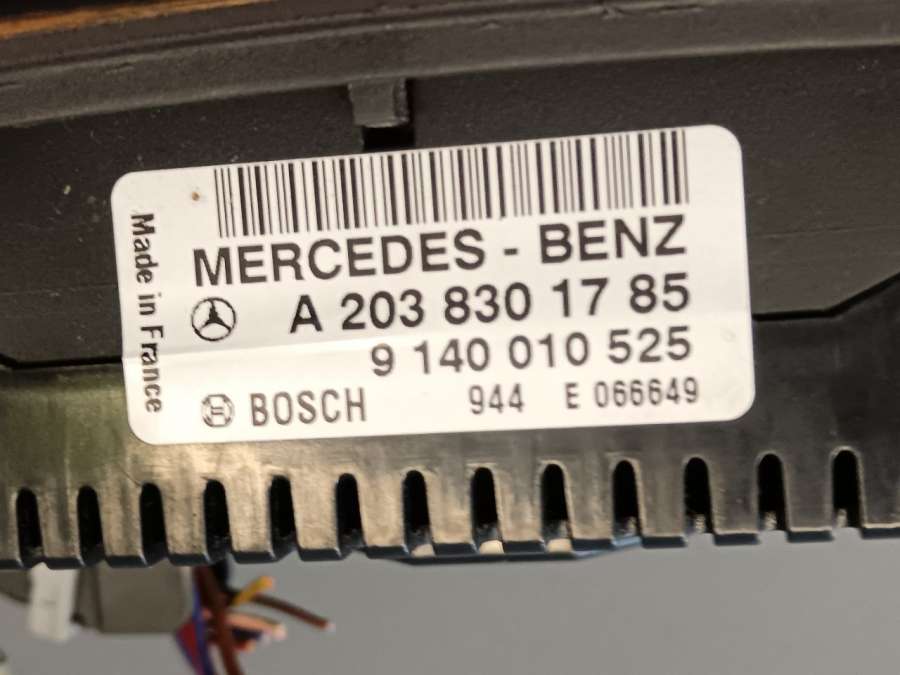 MERCEDES - BENZ
A 203 830 17 85
9 140 010 525
BOSCH 944 E 066649
Made in France